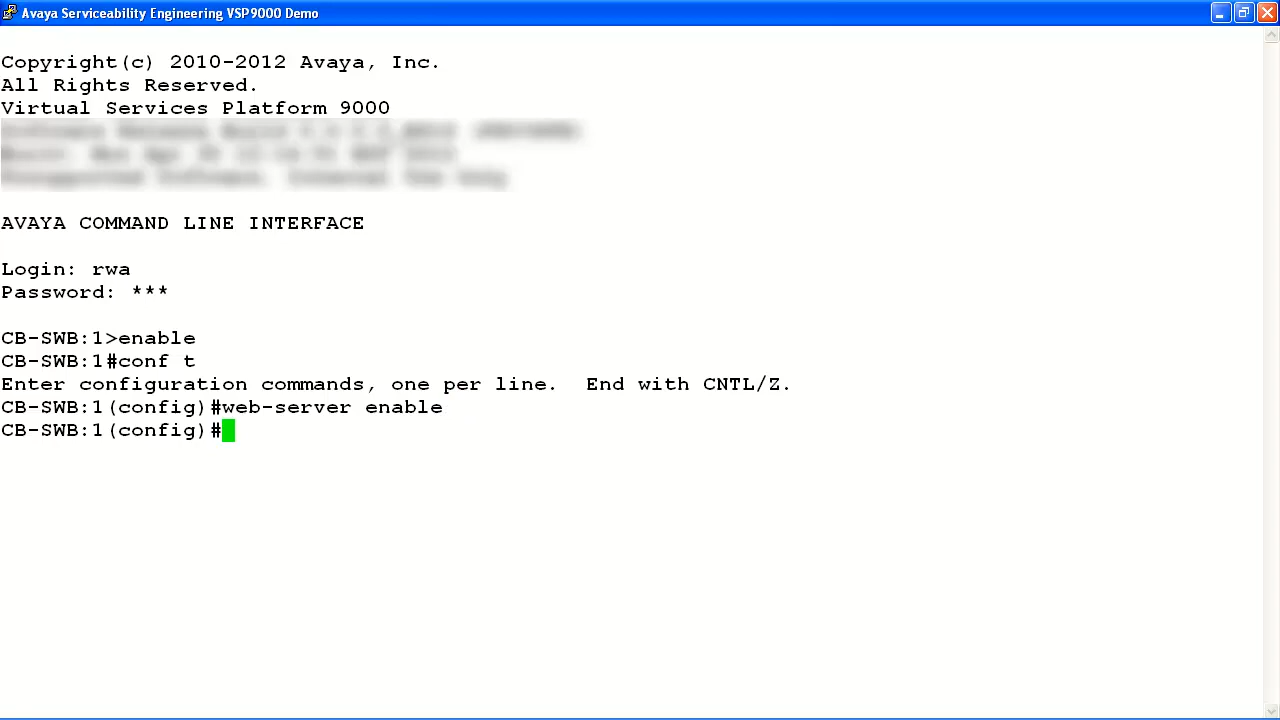 Avaya Serviceability Engineering VSP9000 Demo
Copyright(c) 2010-2012 Avaya, Inc.
All Rights Reserved.
Virtual Services Platform 9000
AVAYA COMMAND LINE INTERFACE
Login: rwa
Password: ***
CB-SWB:1>enable
CB-SWB:1#conf t
Enter configuration commands, one per line.  End with CNTL/Z.
CB-SWB:1(config)#web-server enable
CB-SWB:1(config)#